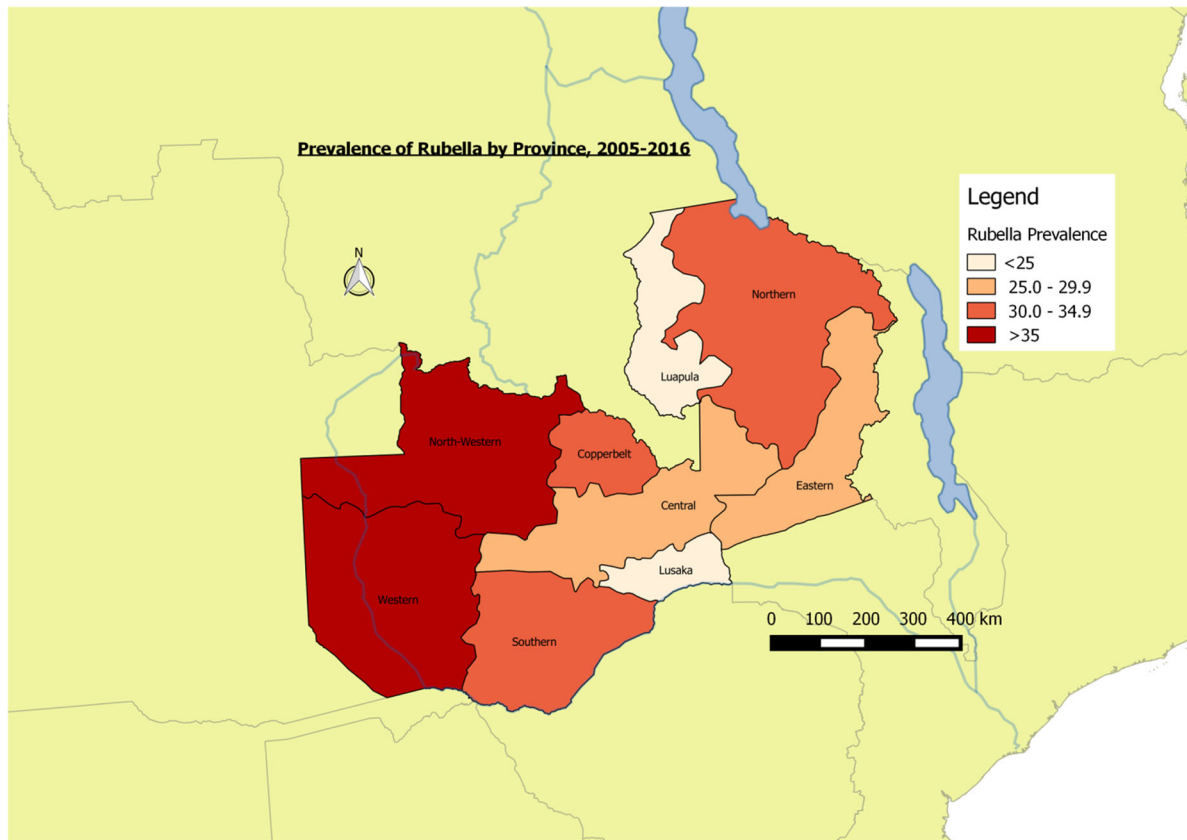 Prevalence of Rubella by Province, 2005-2016
N
Legend
Rubella Prevalence
<25
25.0 - 29.9
30.0 - 34.9
>35
Northern
Luapula
North-Western
Copperbelt
Eastern
Central
Lusaka
Western
Southern
0 100 200 300 400 km